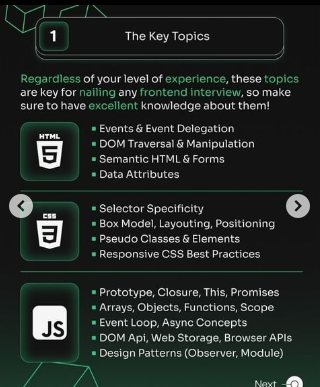 1
The Key Topics
Regardless of your level of experience, these topics
are key for nailing any frontend interview, so make
sure to have excellent knowledge about them!
HTML
5
Events & Event Delegation
DOM Traversal & Manipulation
Semantic HTML & Forms
Data Attributes
CSS
3
Selector Specificity
Box Model, Layouting, Positioning
Pseudo Classes & Elements
Responsive CSS Best Practices
JS
Prototype, Closure, This, Promises
Arrays, Objects, Functions, Scope
Event Loop, Async Concepts
DOM Api, Web Storage, Browser APIs
Design Patterns (Observer, Module)
Next